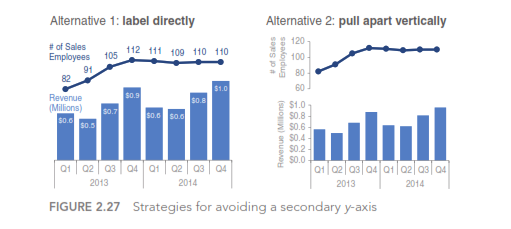 Alternative 1: label directly
# of Sales
Employees
82
91
105
112
111
109
110
110
Revenue
(Millions)
$0.6
$0.5
$0.7
$0.9
$0.6
$0.6
$0.8
$1.0
Q1 Q2 Q3 Q4 Q1 Q2 Q3 Q4
2013 2014
Alternative 2: pull apart vertically
# of Sales
Employees
120
100
80
60
Revenue (Millions)
$1.0
$0.8
$0.6
$0.4
$0.2
$0.0
Q1 Q2 Q3 Q4 Q1 Q2 Q3 Q4
2013 2014
FIGURE 2.27 Strategies for avoiding a secondary y-axis